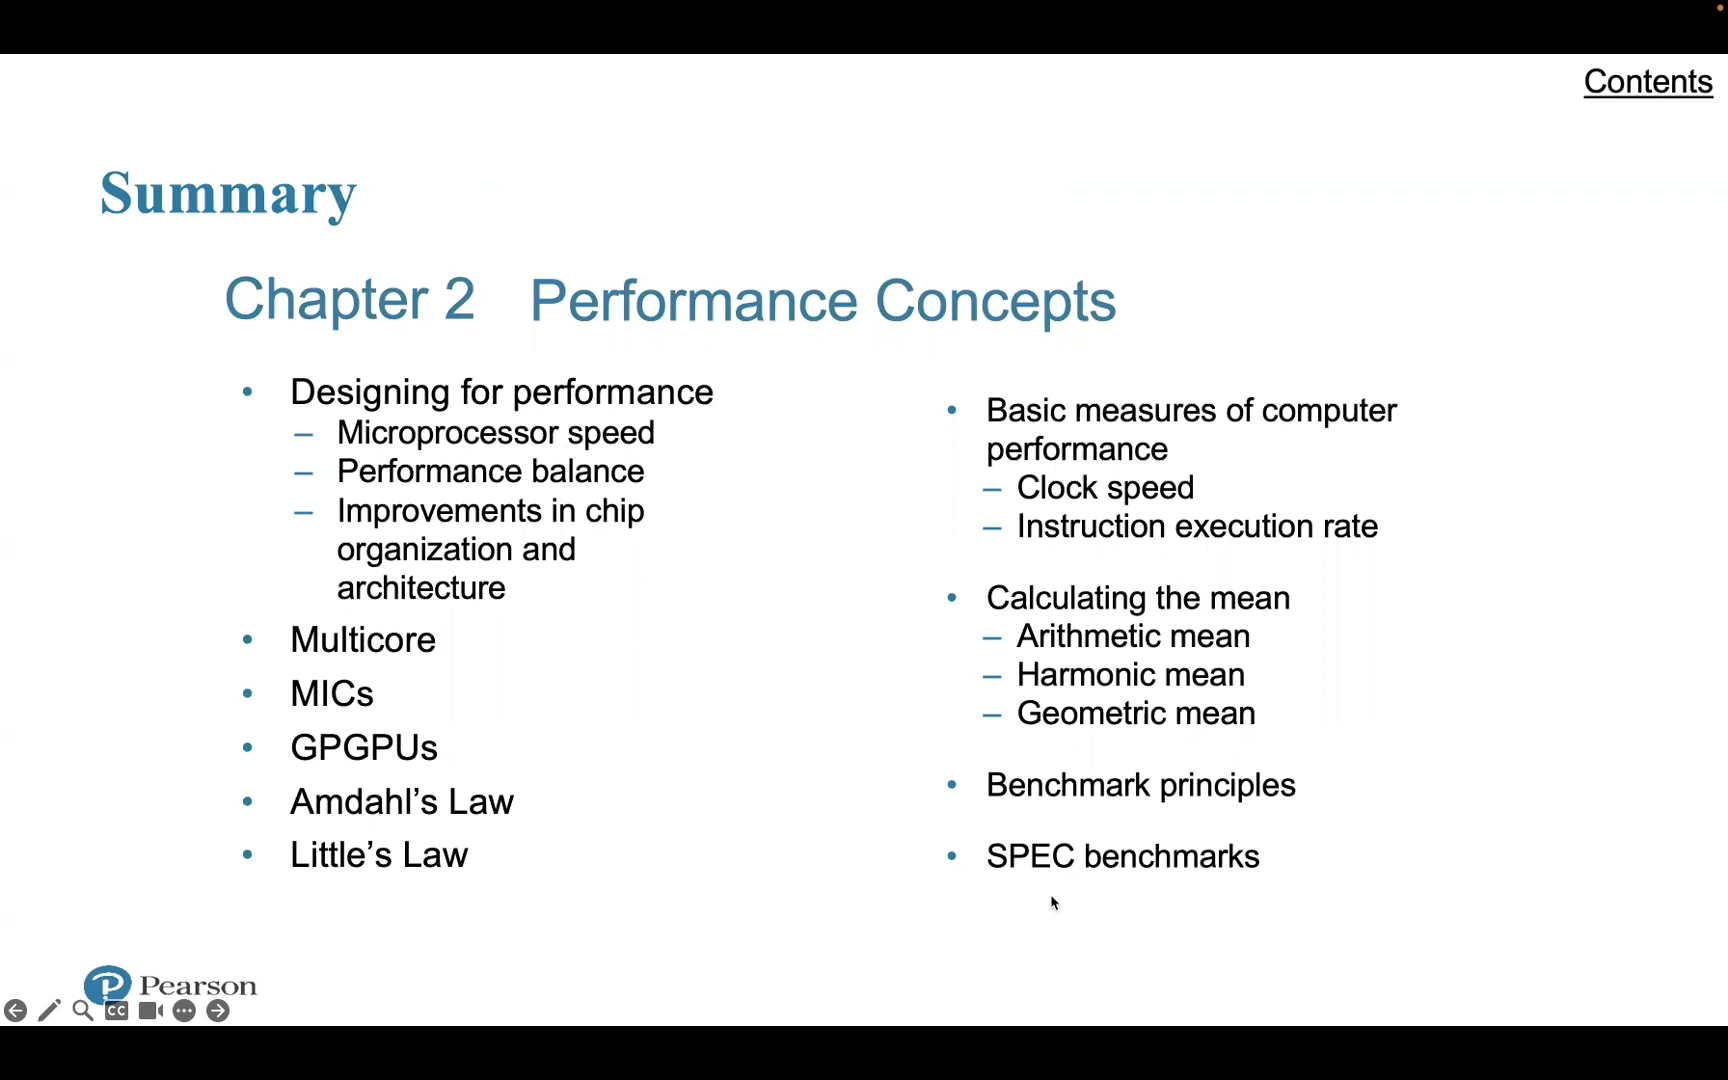 Contents
Summary
Chapter 2 Performance Concepts
• Designing for performance
– Microprocessor speed
– Performance balance
– Improvements in chip
organization and
architecture
• Multicore
• MICs
• GPGPUs
• Amdahl’s Law
• Little’s Law
• Basic measures of computer
performance
– Clock speed
– Instruction execution rate
• Calculating the mean
– Arithmetic mean
– Harmonic mean
– Geometric mean
• Benchmark principles
• SPEC benchmarks
P Pearson
CC